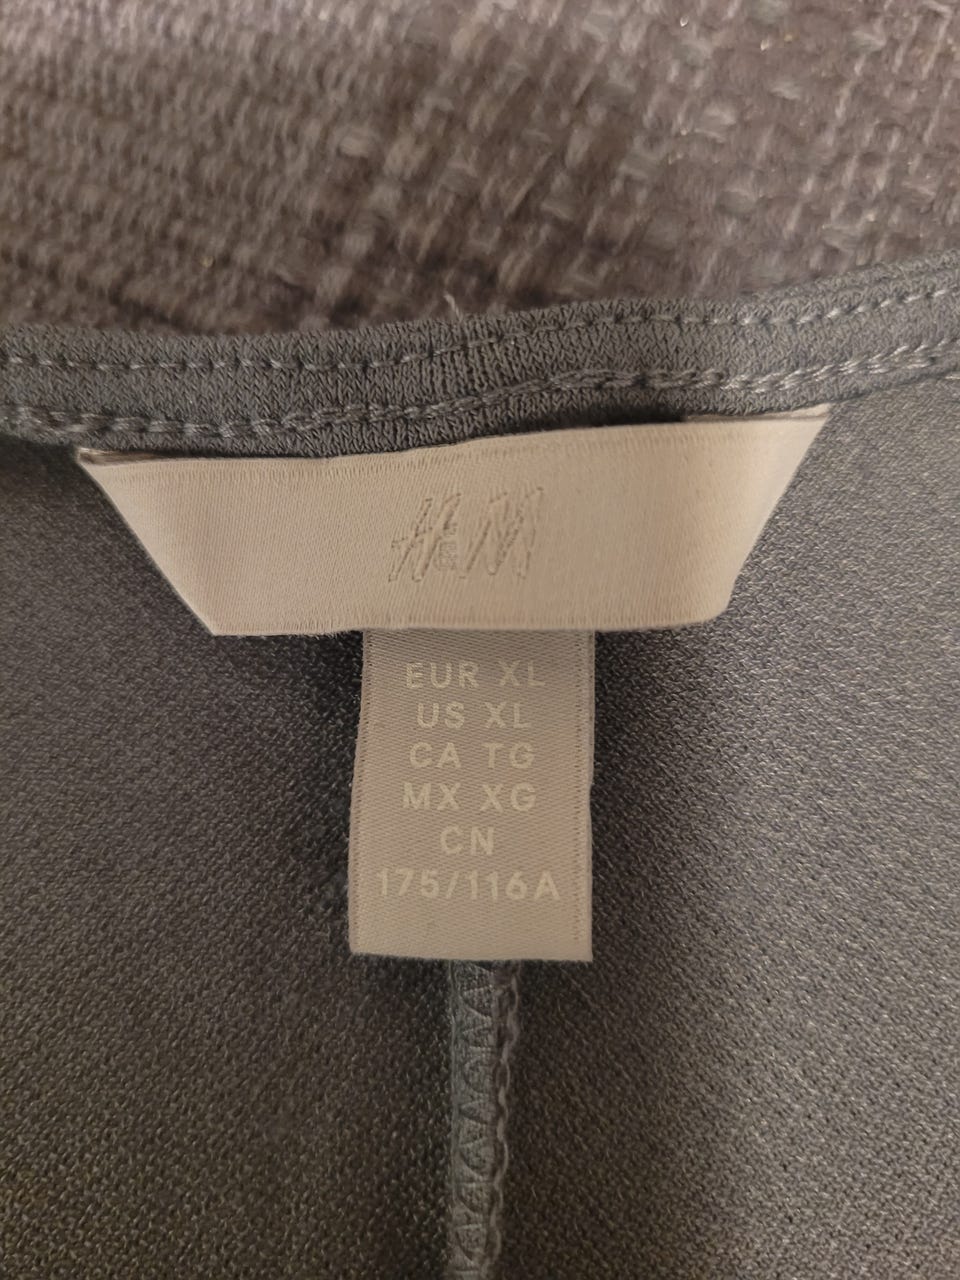 H&M
EUR XL
US XL
CA TG
MX XG
CN
175/116A